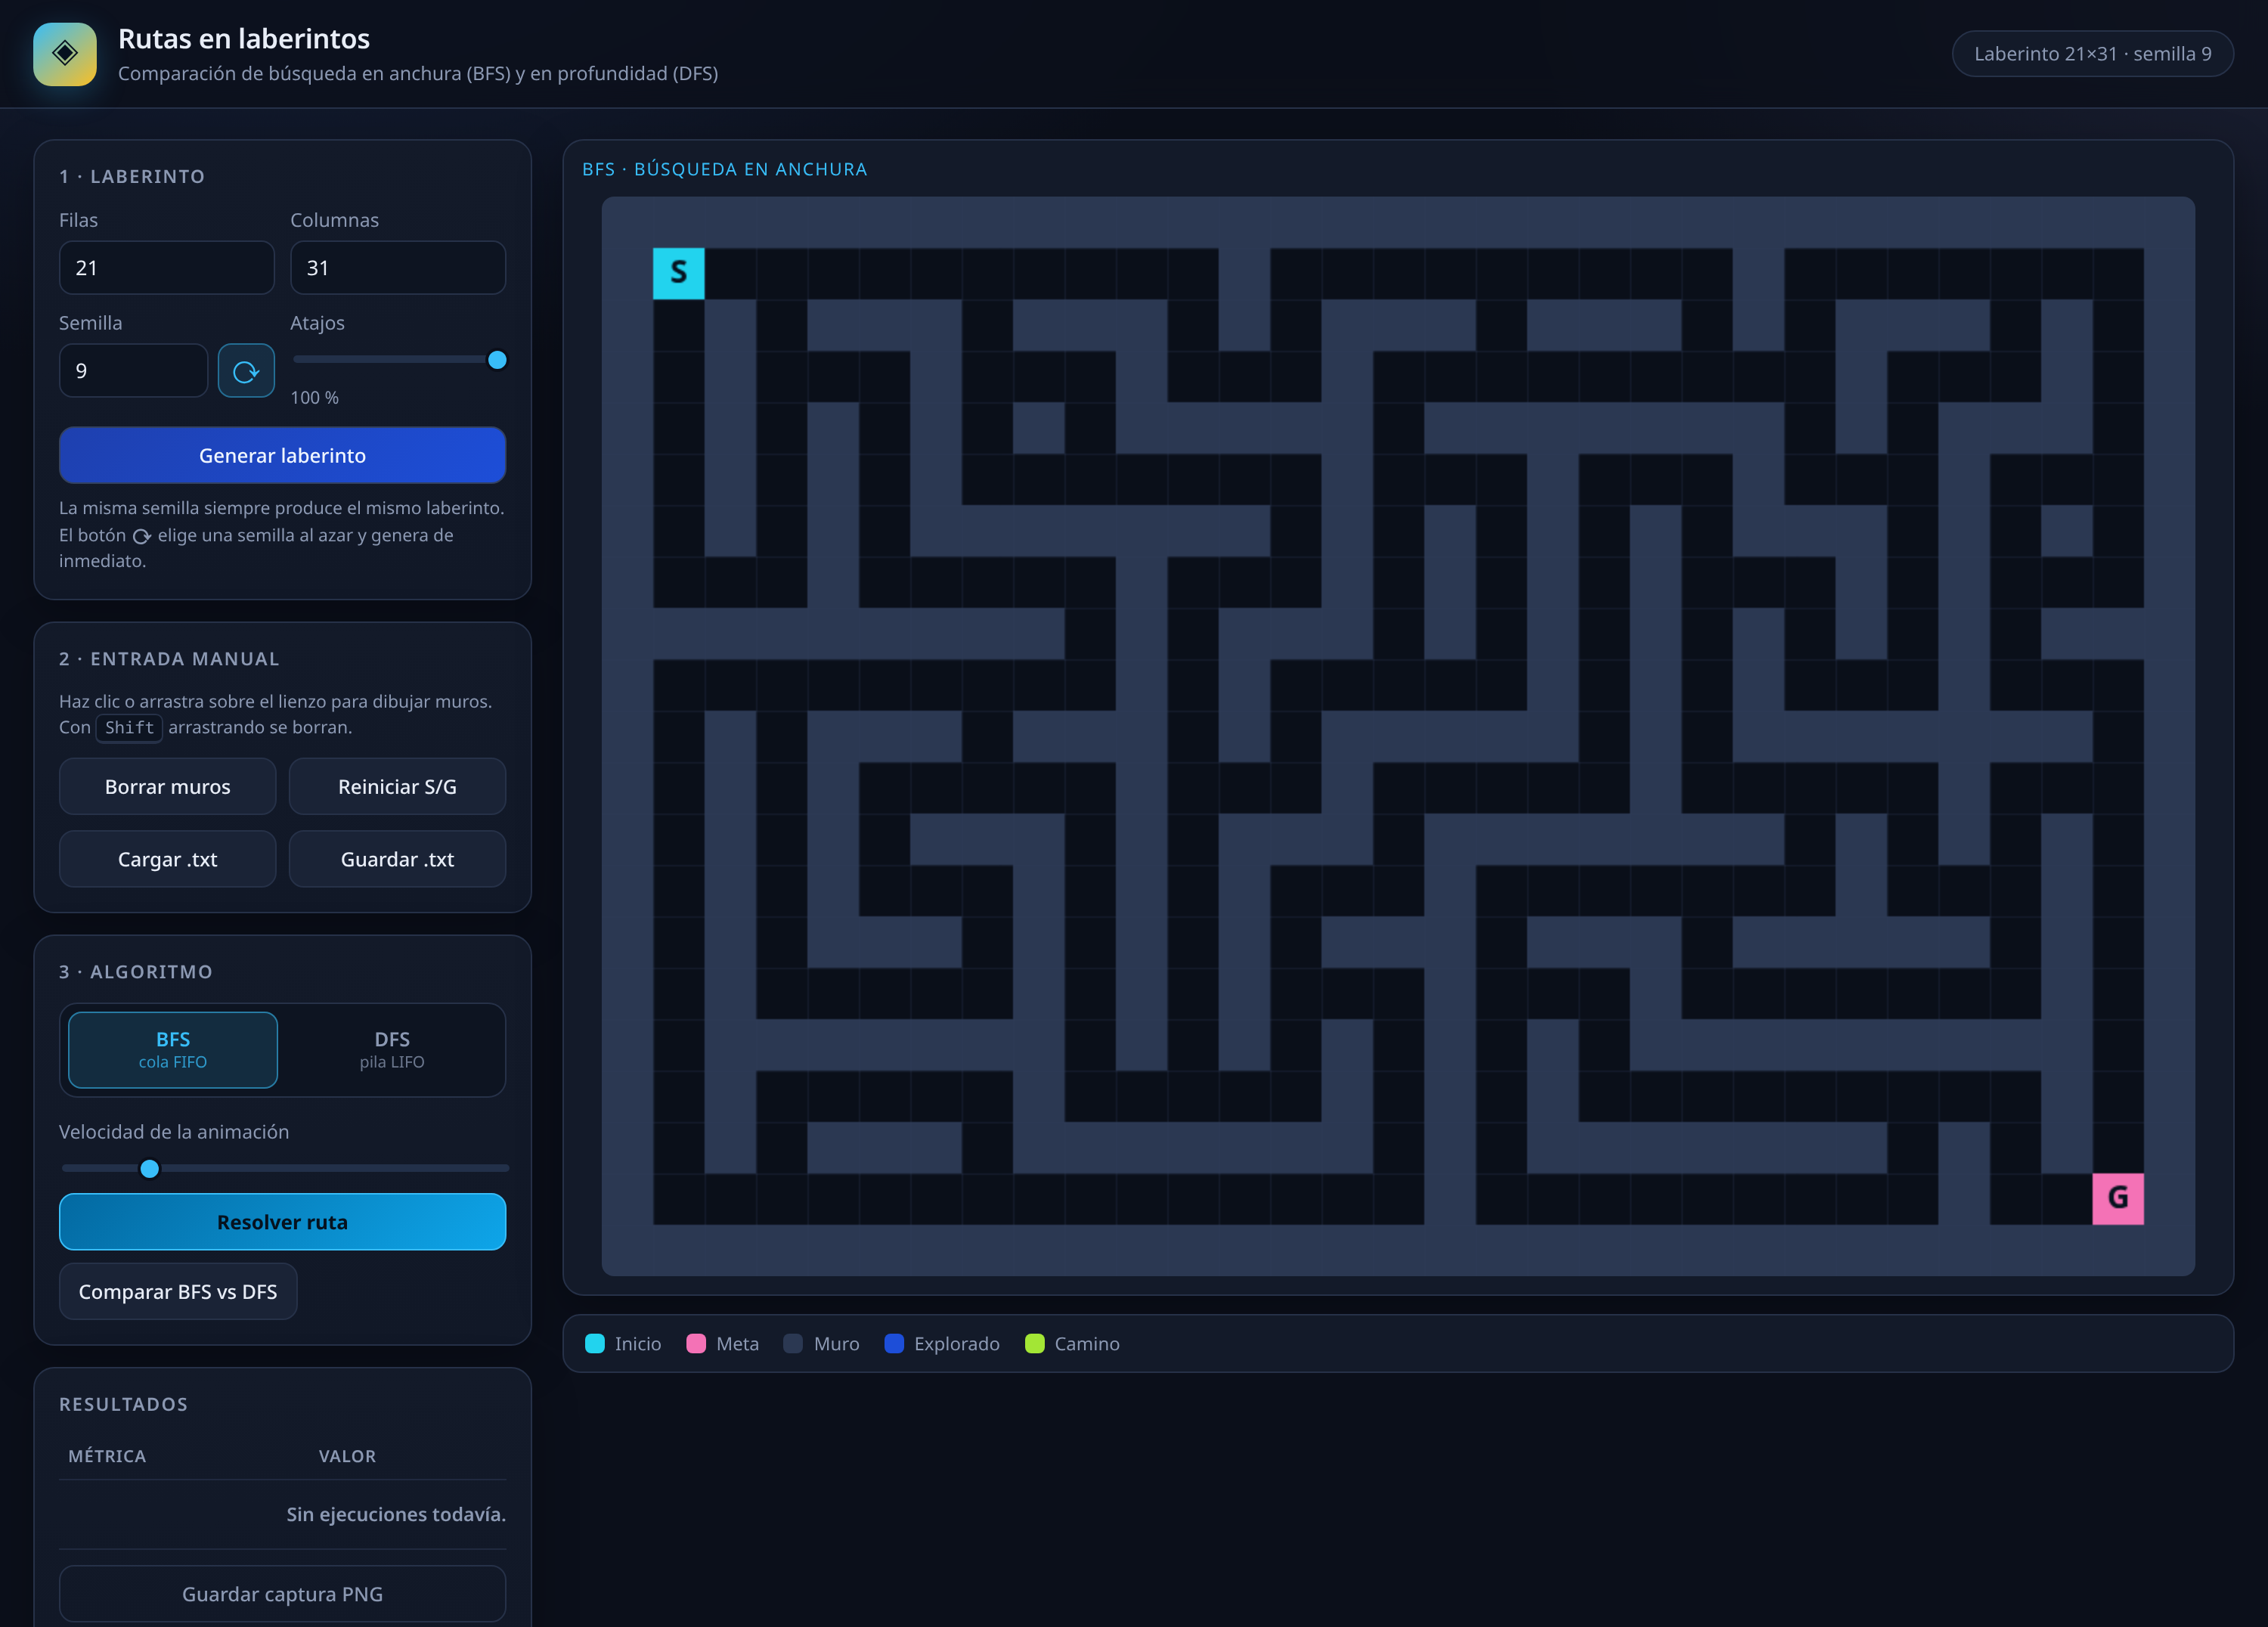 Rutas en laberintos
Comparación de búsqueda en anchura (BFS) y en profundidad (DFS)
Laberinto 21×31 · semilla 9
1 · LABERINTO
Filas
Columnas
21
31
Semilla
Atajos
9
100 %
Generar laberinto
La misma semilla siempre produce el mismo laberinto.
El botón ⟳ elige una semilla al azar y genera de
inmediato.
2 · ENTRADA MANUAL
Haz clic o arrastra sobre el lienzo para dibujar muros.
Con Shift arrastrando se borran.
Borrar muros
Reiniciar S/G
Cargar .txt
Guardar .txt
3 · ALGORITMO
BFS
cola FIFO
DFS
pila LIFO
Velocidad de la animación
Resolver ruta
Comparar BFS vs DFS
RESULTADOS
MÉTRICA
VALOR
Sin ejecuciones todavía.
Guardar captura PNG
BFS · BÚSQUEDA EN ANCHURA
S
G
Inicio
Meta
Muro
Explorado
Camino